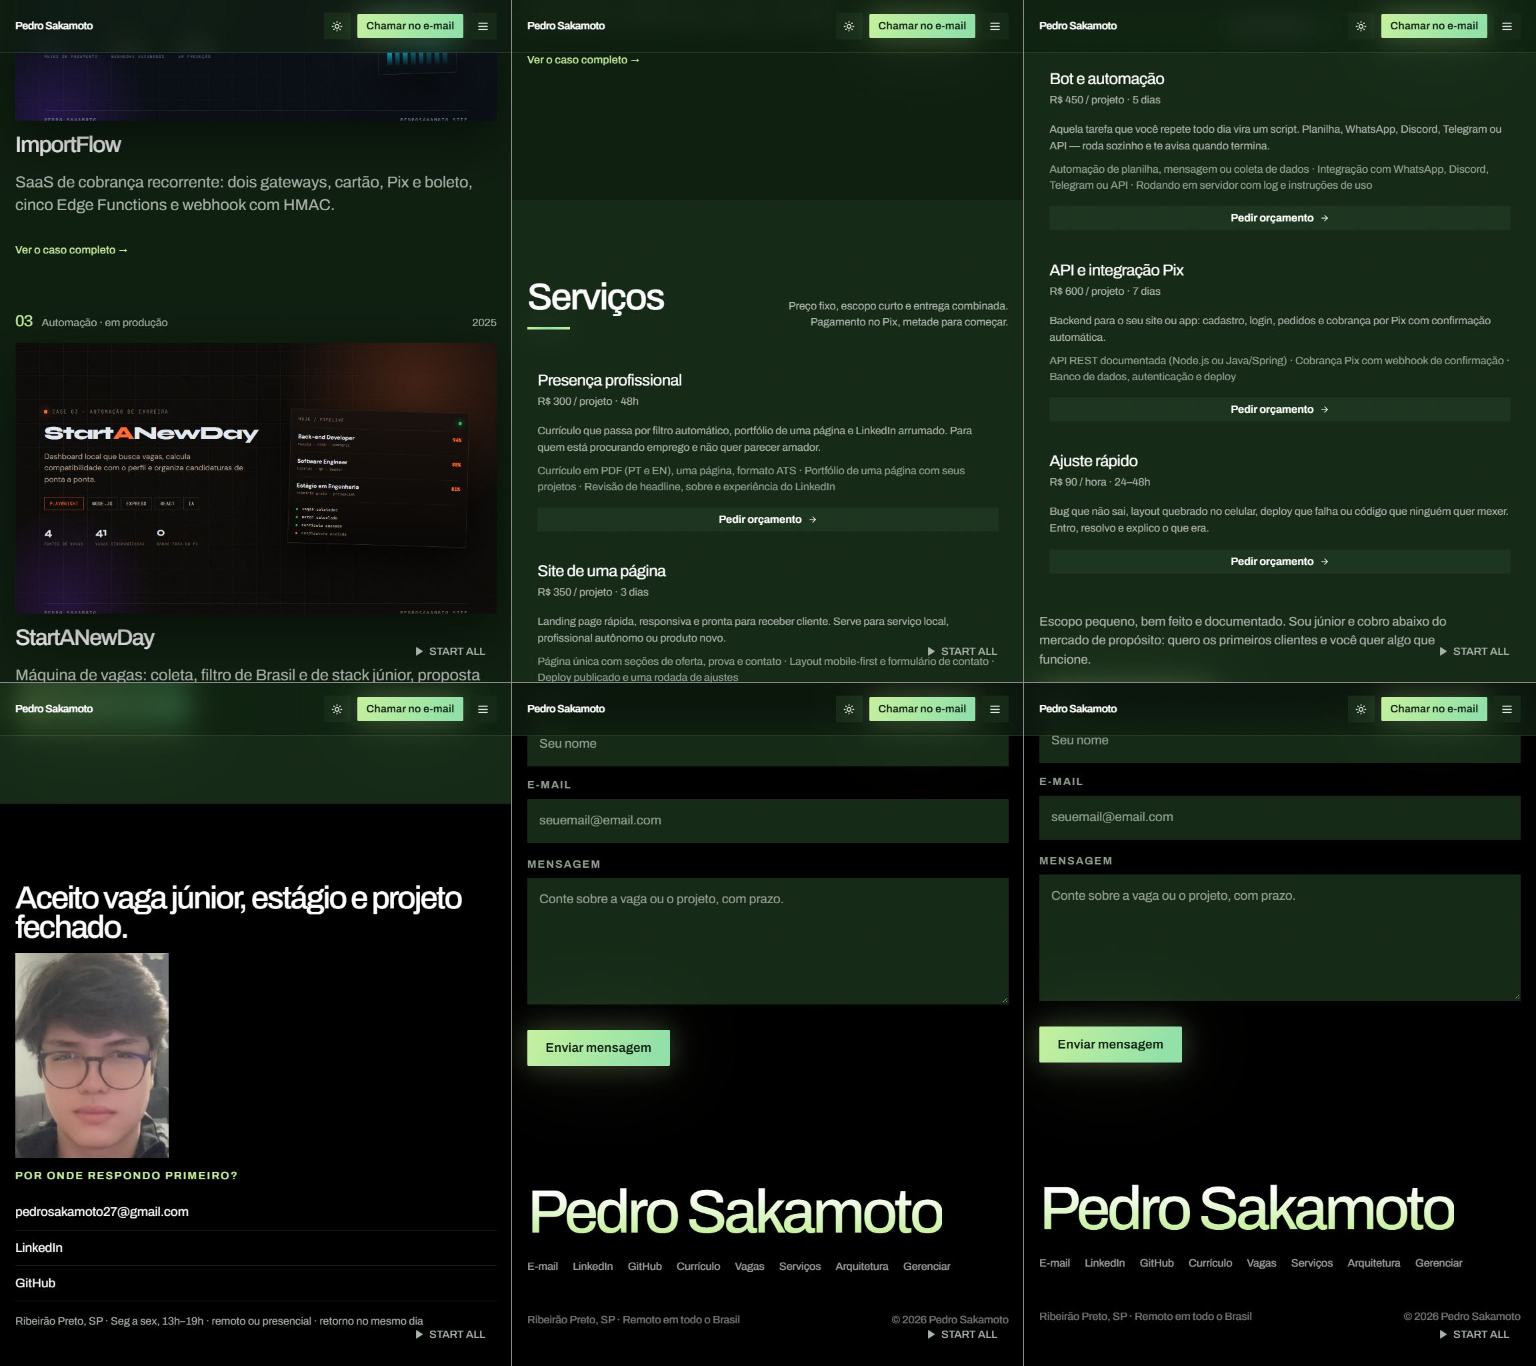 Pedro Sakamoto
Chamar no e-mail
ImportFlow
SaaS de cobrança recorrente: dois gateways, cartão, Pix e boleto,
cinco Edge Functions e webhook com HMAC.
Ver o caso completo →
03 Automação · em produção 2025
CASE 03 · AUTOMAÇÃO DE CARREIRA
StartANewDay
Dashboard local que busca vagas, calcula
compatibilidade com o perfil e organiza candidaturas de
ponta a ponta.
PLAYWRIGHT NODE.JS EXPRESS REACT IA
4 41 0
Back-end Developer
Software Engineer
Estágio em Engenharia
StartANewDay
START ALL
Máquina de vagas: coleta, filtro de Brasil e de stack júnior, proposta
Pedro Sakamoto
Chamar no e-mail
Ver o caso completo →
Serviços
Preço fixo, escopo curto e entrega combinada.
Pagamento no Pix, metade para começar.
Presença profissional
R$ 300 / projeto · 48h
Currículo que passa por filtro automático, portfólio de uma página e LinkedIn arrumado. Para
quem está procurando emprego e não quer parecer amador.
Currículo em PDF (PT e EN), uma página, formato ATS · Portfólio de uma página com seus
projetos · Revisão de headline, sobre e experiência do LinkedIn
Pedir orçamento →
Site de uma página
R$ 350 / projeto · 3 dias
Landing page rápida, responsiva e pronta para receber cliente. Serve para serviço local,
profissional autônomo ou produto novo.
START ALL
Página única com seções de oferta, prova e contato · Layout mobile-first e formulário de contato ·
Deploy publicado e uma rodada de ajustes
Pedro Sakamoto
Chamar no e-mail
Bot e automação
R$ 450 / projeto · 5 dias
Aquela tarefa que você repete todo dia vira um script. Planilha, WhatsApp, Discord, Telegram ou
API — roda sozinho e te avisa quando termina.
Automação de planilha, mensagem ou coleta de dados · Integração com WhatsApp, Discord,
Telegram ou API · Rodando em servidor com log e instruções de uso
Pedir orçamento →
API e integração Pix
R$ 600 / projeto · 7 dias
Backend para o seu site ou app: cadastro, login, pedidos e cobrança por Pix com confirmação
automática.
API REST documentada (Node.js ou Java/Spring) · Cobrança Pix com webhook de confirmação ·
Banco de dados, autenticação e deploy
Pedir orçamento →
Ajuste rápido
R$ 90 / hora · 24–48h
Bug que não sai, layout quebrado no celular, deploy que falha ou código que ninguém quer mexer.
Entro, resolvo e explico o que era.
Pedir orçamento →
Escopo pequeno, bem feito e documentado. Sou júnior e cobro abaixo do
mercado de propósito: quero os primeiros clientes e você quer algo que
funcione.
START ALL
Pedro Sakamoto
Chamar no e-mail
Aceito vaga júnior, estágio e projeto
fechado.
POR ONDE RESPONDO PRIMEIRO?
pedrosakamoto27@gmail.com
LinkedIn
GitHub
Ribeirão Preto, SP · Seg a sex, 13h–19h · remoto ou presencial · retorno no mesmo dia
START ALL
Pedro Sakamoto
Chamar no e-mail
Seu nome
E-MAIL
seuemail@email.com
MENSAGEM
Conte sobre a vaga ou o projeto, com prazo.
Enviar mensagem
Pedro Sakamoto
E-mail LinkedIn GitHub Currículo Vagas Serviços Arquitetura Gerenciar
Ribeirão Preto, SP · Remoto em todo o Brasil © 2026 Pedro Sakamoto
START ALL
Pedro Sakamoto
Chamar no e-mail
Seu nome
E-MAIL
seuemail@email.com
MENSAGEM
Conte sobre a vaga ou o projeto, com prazo.
Enviar mensagem
Pedro Sakamoto
E-mail LinkedIn GitHub Currículo Vagas Serviços Arquitetura Gerenciar
Ribeirão Preto, SP · Remoto em todo o Brasil © 2026 Pedro Sakamoto
START ALL